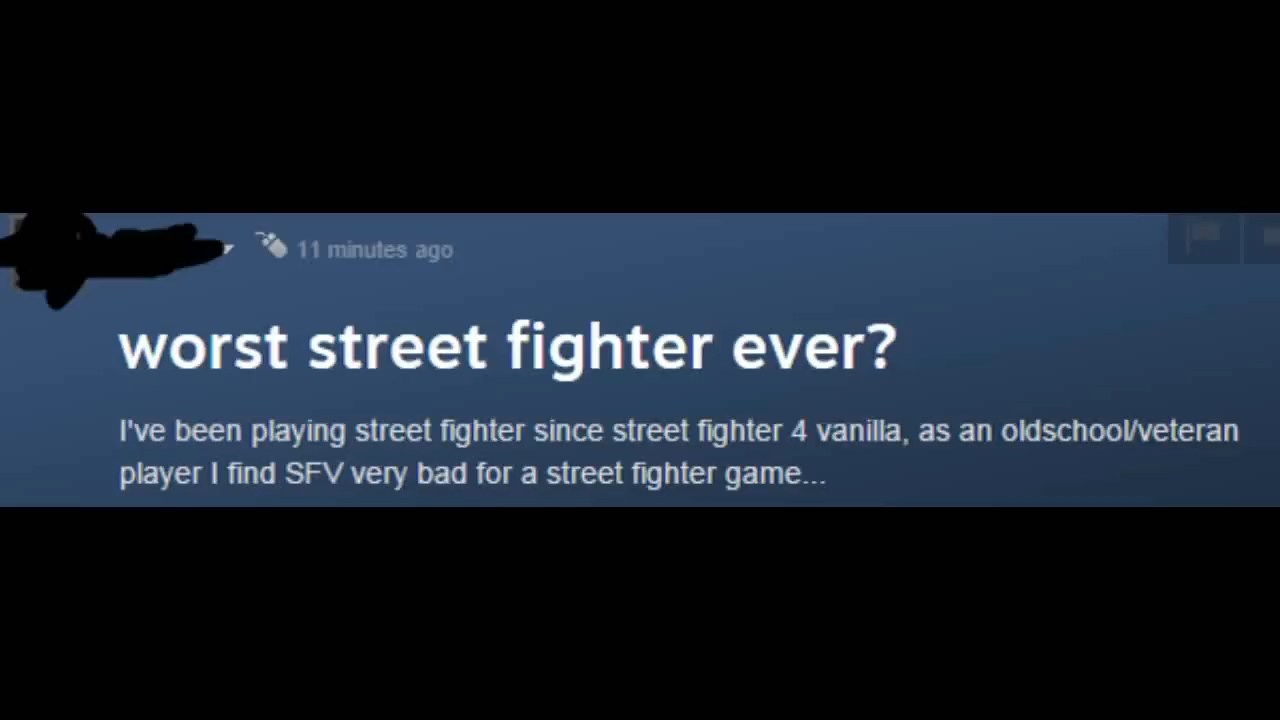 11 minutes ago
worst street fighter ever?
I've been playing street fighter since street fighter 4 vanilla, as an oldschool/veteran
player I find SFV very bad for a street fighter game...